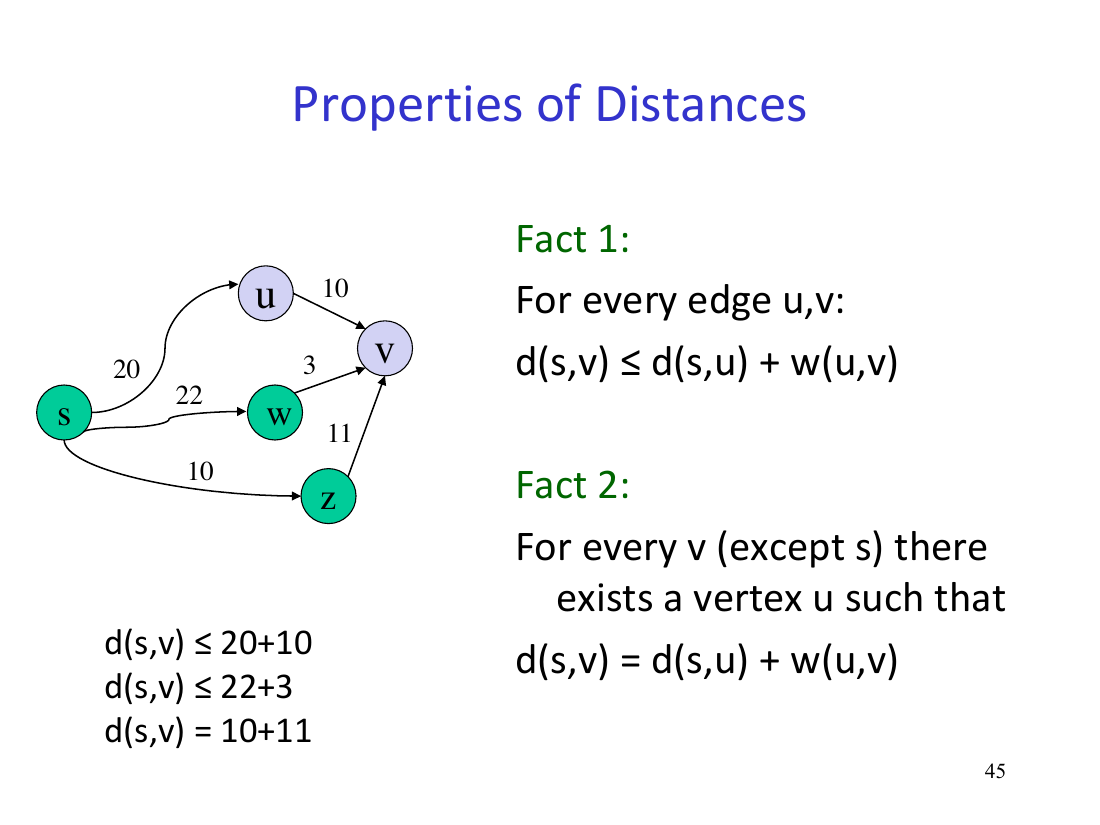 Properties of Distances
u
10
v
20
3
s
22
w
11
10
z
d(s,v) ≤ 20+10
d(s,v) ≤ 22+3
d(s,v) = 10+11
Fact 1:
For every edge u,v:
d(s,v) ≤ d(s,u) + w(u,v)
Fact 2:
For every v (except s) there
exists a vertex u such that
d(s,v) = d(s,u) + w(u,v)
45